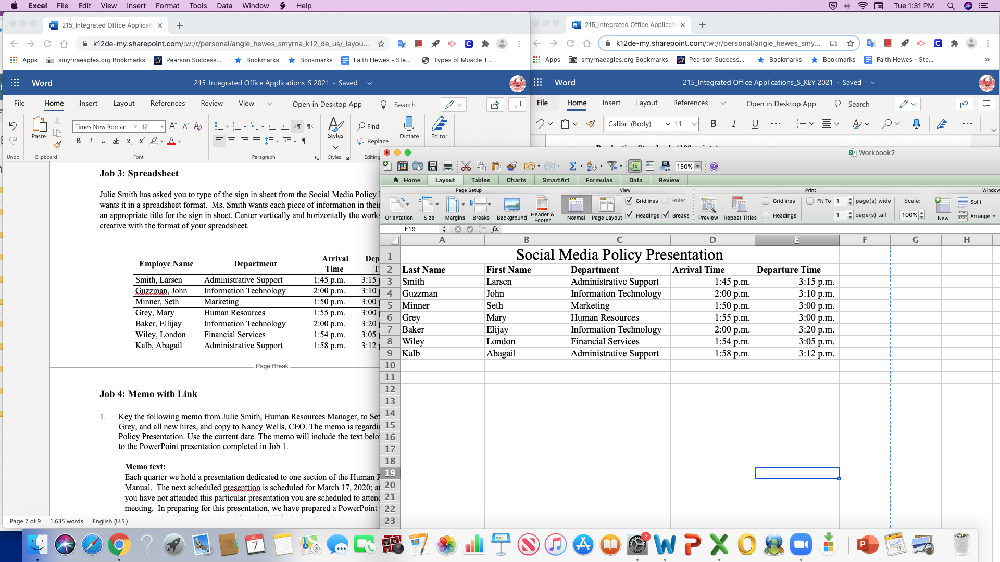 Excel File Edit View Insert Format Tools Data Window Help Tue 1:31 PM
215_Integrated Office Applicati
k12de-my.sharepoint.com/:w:/r/personal/angie_hewes_smyrna_k12_de_us/_layou...
Apps smyrnaeagles.org Bookmarks Pearson Success... Bookmarks Bookmarks Faith Hewes - Ste... Types of Muscle T...
Word 215_Integrated Office Applications_S 2021 - Saved
File Home Insert Layout References Review View Open in Desktop App Search
Times New Roman 12 Find
Paste Styles Replace Dictate Editor
Undo Clipboard Font Paragraph Styles Editing
215_Integrated Office Applicati
k12de-my.sharepoint.com/:w:/r/personal/angie_hewes_smy...
Apps smyrnaeagles.org Bookmarks Pearson Success... Bookmarks Bookmarks Faith Hewes - Ste... »
Word 215_Integrated Office Applications_S_KEY 2021 - Saved
File Home Insert Layout References Open in Desktop App Search
Calibri (Body) 11 B I U
Job 3: Spreadsheet
Julie Smith has asked you to type of the sign in sheet from the Social Media Policy
wants it in a spreadsheet format. Ms. Smith wants each piece of information in their
an appropriate title for the sign in sheet. Center vertically and horizontally the works
creative with the format of your spreadsheet.
Employe Name Department Arrival Time Dep
Smith, Larsen Administrative Support 1:45 p.m. 3:15
Guzzman, John Information Technology 2:00 p.m. 3:10
Minner, Seth Marketing 1:50 p.m. 3:00
Grey, Mary Human Resources 1:55 p.m. 3:00
Baker, Ellijay Information Technology 2:00 p.m. 3:20
Wiley, London Financial Services 1:54 p.m. 3:05
Kalb, Abagail Administrative Support 1:58 p.m. 3:12
Page Break
Job 4: Memo with Link
1. Key the following memo from Julie Smith, Human Resources Manager, to Set
Grey, and all new hires, and copy to Nancy Wells, CEO. The memo is regardi
Policy Presentation. Use the current date. The memo will include the text belo
to the PowerPoint presentation completed in Job 1.
Memo text:
Each quarter we hold a presentation dedicated to one section of the Human R
Manual. The next scheduled presenttion is scheduled for March 17, 2020; at
you have not attended this particular presentation you are scheduled to attend
meeting. In preparing for this presentation, we have prepared a PowerPoint
Page 7 of 9 1,635 words English (U.S.)
Workbook2
150%
Home Layout Tables Charts SmartArt Formulas Data Review
Page Setup View Print Window
Gridlines Ruler Gridlines Fit To 1 page(s) wide Scale: Split
Headings Breaks Headings 1 page(s) tall 100% Arrange
Orientation Size Margins Breaks Background Header & Footer Normal Page Layout Preview Repeat Titles New
E19 fx
A B C D E F G H
1 Social Media Policy Presentation
2 Last Name First Name Department Arrival Time Departure Time
3 Smith Larsen Administrative Support 1:45 p.m. 3:15 p.m.
4 Guzzman John Information Technology 2:00 p.m. 3:10 p.m.
5 Minner Seth Marketing 1:50 p.m. 3:00 p.m.
6 Grey Mary Human Resources 1:55 p.m. 3:00 p.m.
7 Baker Elijay Information Technology 2:00 p.m. 3:20 p.m.
8 Wiley London Financial Services 1:54 p.m. 3:05 p.m.
9 Kalb Abagail Administrative Support 1:58 p.m. 3:12 p.m.
10
11
12
13
14
15
16
17
18
19
20
21
22
23
JUL
7
2